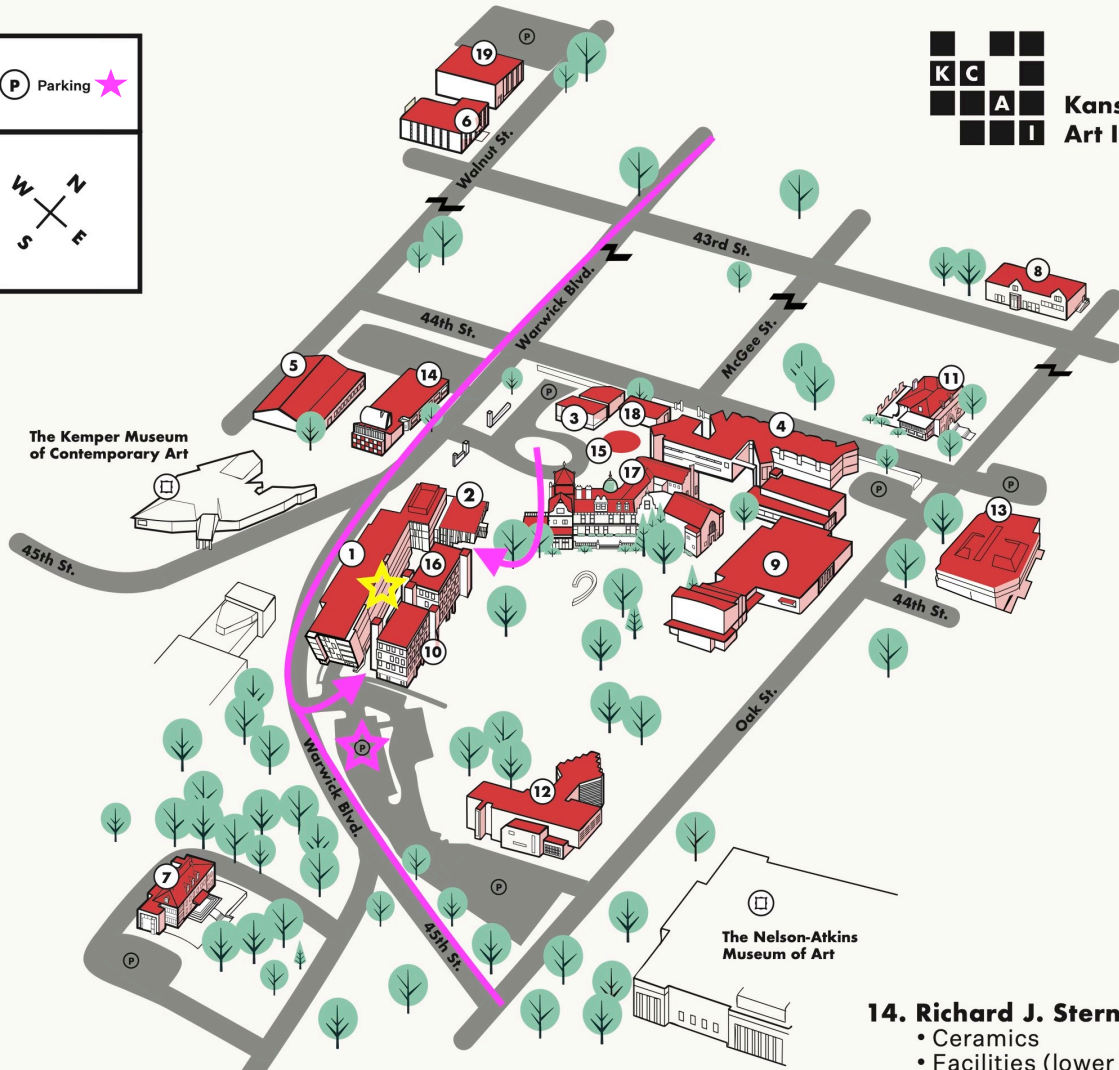 P Parking
W N
S E
K C
A
I
Kans
Art I
19
P
6
Walnut St.
43rd St.
8
Warwick Blvd.
McGee St.
44th St.
5
14
P
3
18
11
4
15
The Kemper Museum
of Contemporary Art
17
2
P
P
13
1
16
9
45th St.
44th St.
10
Oak St.
P
Warwick Blvd.
12
7
P
45th St.
P
The Nelson-Atkins
Museum of Art
14. Richard J. Stern
• Ceramics
• Facilities (lower